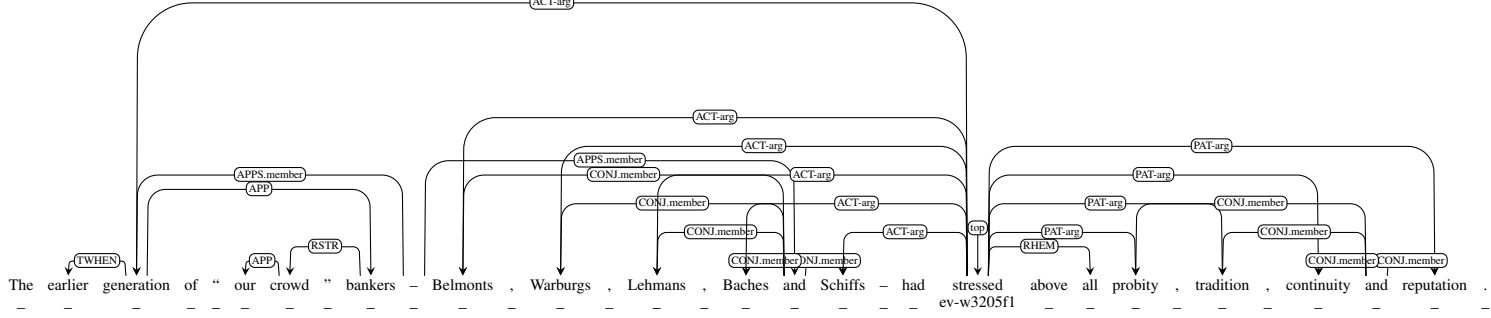 ACT-arg
ACT-arg
ACT-arg PAT-arg
APPS.member
APPS.member CONJ.member ACT-arg PAT-arg
APP
CONJ.member ACT-arg PAT-arg CONJ.member
top
CONJ.member ACT-arg PAT-arg CONJ.member
RSTR RHEM
TWHEN APP CONJ.member ONJ.member CONJ.member CONJ.member
The earlier generation of “ our crowd ” bankers – Belmonts , Warburgs , Lehmans , Baches and Schiffs – had stressed above all probity , tradition , continuity and reputation .
ev-w3205f1
_ _ _ _ _ _ _ _ _ _ _ _ _ _ _ _ _ _ _ _ _ _ _ _ _ _ _ _ _ _ _ _